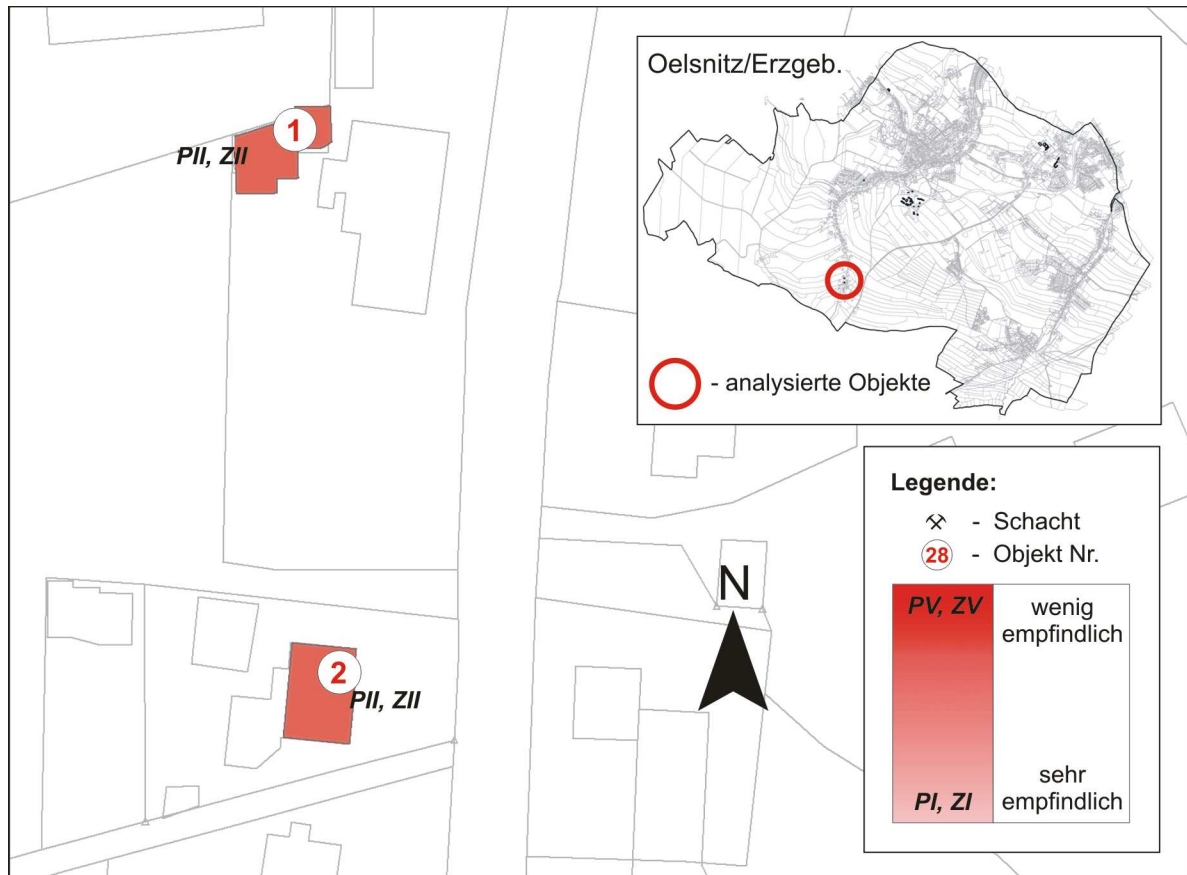 1
PII, ZII
Oelsnitz/Erzgeb.
- analysierte Objekte
Legende:
- Schacht
28 - Objekt Nr.
PV, ZV
wenig
empfindlich
PI, ZI
sehr
empfindlich
N
2
PII, ZII